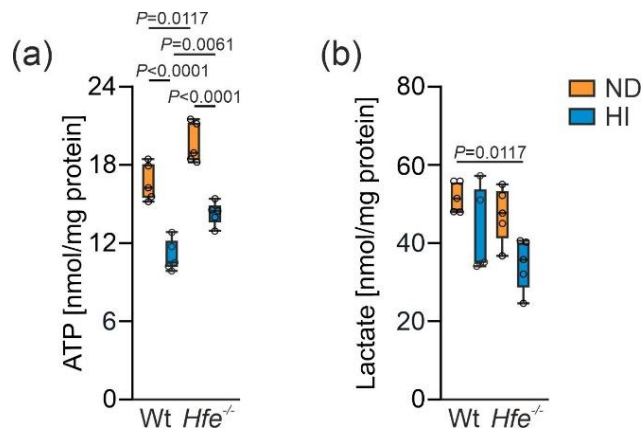 (a)
P=0.0117
P=0.0061
P<0.0001
P<0.0001
ATP [nmol/mg protein]
24
18
12
6
0
Wt Hfe-/-
(b)
Lactate [nmol/mg protein]
80
60
40
20
0
P=0.0117
Wt Hfe-/-
ND
HI